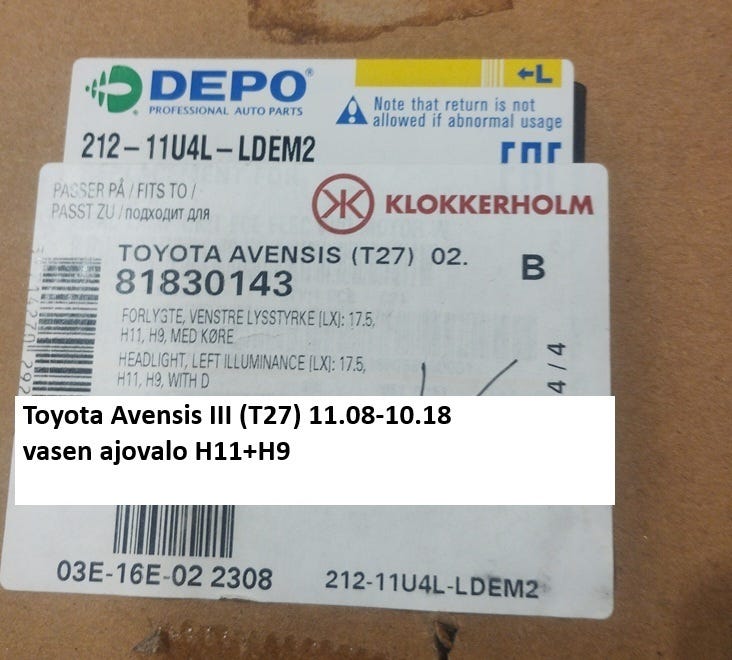 DEPO®
PROFESSIONAL AUTO PARTS
←L
Note that return is not
allowed if abnormal usage
212-11U4L-LDEM2
PASSER PÅ / FITS TO /
PASST ZU / подходит для
KLOKKERHOLM
TOYOTA AVENSIS (T27) 02.
81830143
B
FORLYGTE, VENSTRE LYSSTYRKE [LX]: 17.5,
H11, H9, MED KØRE
HEADLIGHT, LEFT ILLUMINANCE [LX]: 17.5,
H11, H9, WITH D
4/4
Toyota Avensis III (T27) 11.08-10.18
vasen ajovalo H11+H9
03E-16E-02 2308
212-11U4L-LDEM2